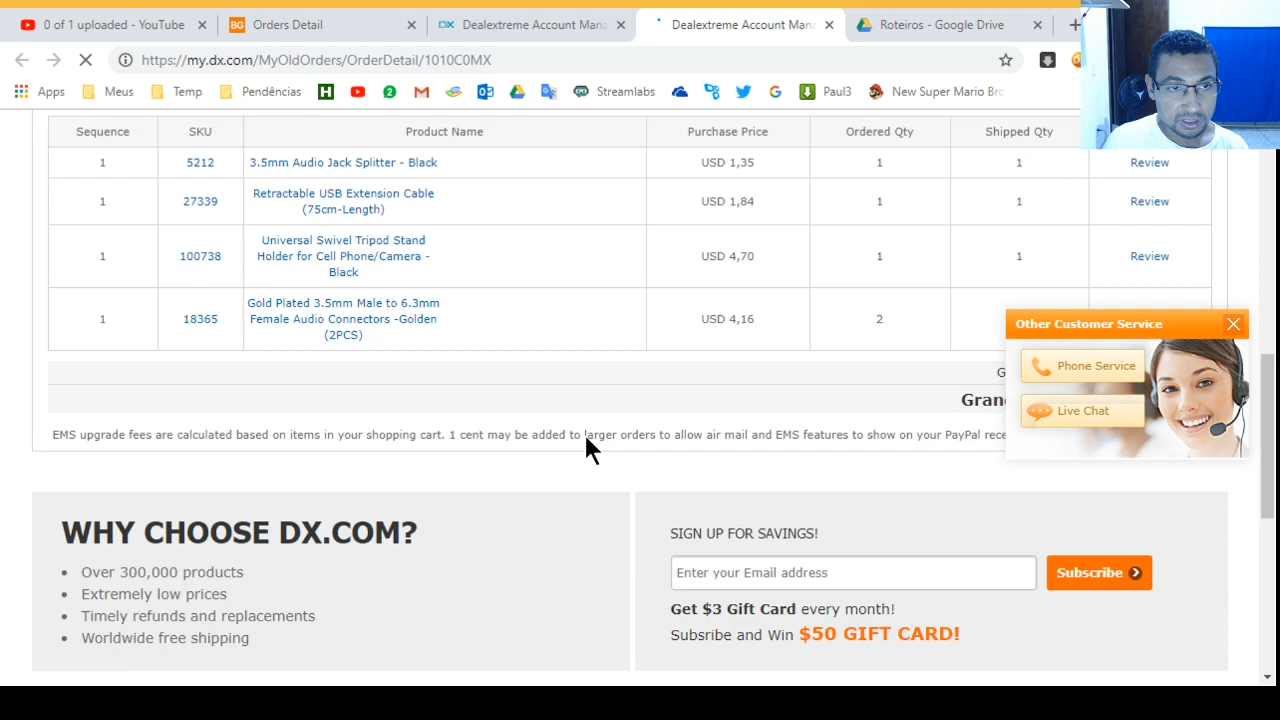 0 of 1 uploaded - YouTube
BG Orders Detail
DX Dealextreme Account Mana
Dealextreme Account Mana
Roteiros - Google Drive
https://my.dx.com/MyOldOrders/OrderDetail/1010C0MX
Apps Meus Temp Pendências H 2 Streamlabs Paul3 New Super Mario Bro
Sequence SKU Product Name Purchase Price Ordered Qty Shipped Qty
1 5212 3.5mm Audio Jack Splitter - Black USD 1,35 1 1 Review
1 27339 Retractable USB Extension Cable (75cm-Length) USD 1,84 1 1 Review
1 100738 Universal Swivel Tripod Stand Holder for Cell Phone/Camera - Black USD 4,70 1 1 Review
1 18365 Gold Plated 3.5mm Male to 6.3mm Female Audio Connectors -Golden (2PCS) USD 4,16 2
Other Customer Service
Phone Service
Live Chat
G
Gran
EMS upgrade fees are calculated based on items in your shopping cart. 1 cent may be added to larger orders to allow air mail and EMS features to show on your PayPal rece
WHY CHOOSE DX.COM?
Over 300,000 products
Extremely low prices
Timely refunds and replacements
Worldwide free shipping
SIGN UP FOR SAVINGS!
Enter your Email address
Subscribe
Get $3 Gift Card every month!
Subsribe and Win $50 GIFT CARD!